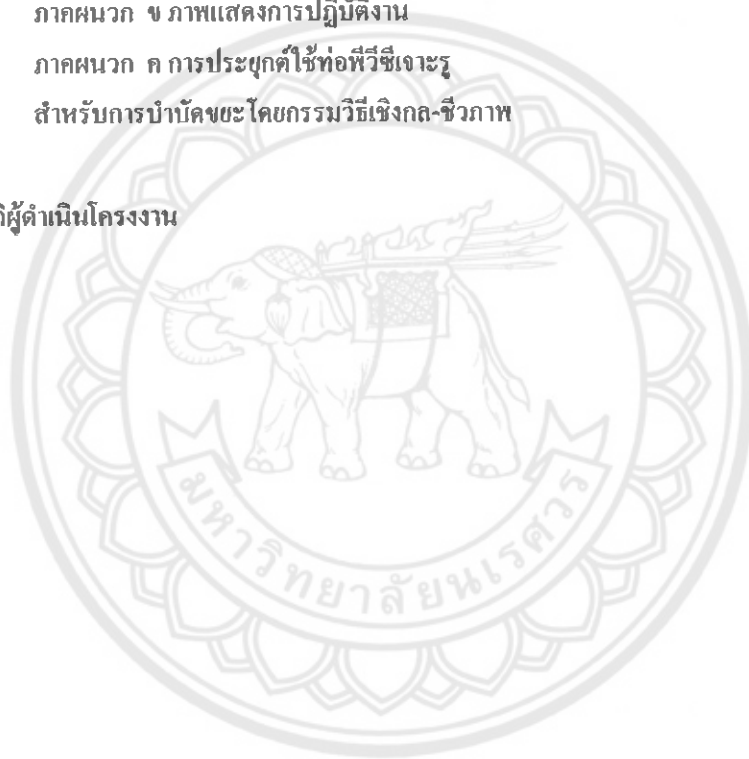 ภาคผนวก ข ภาพแสดงการปฏิบัติงาน
ภาคผนวก ค การประยุกต์ใช้ท่อพีวีซีเจาะรู
สำหรับการบำบัดขยะโดยกรรมวิธีเชิงกล-ชีวภาพ
ผู้ดำเนินโครงงาน
มหาวิทยาลัยนเรศวร